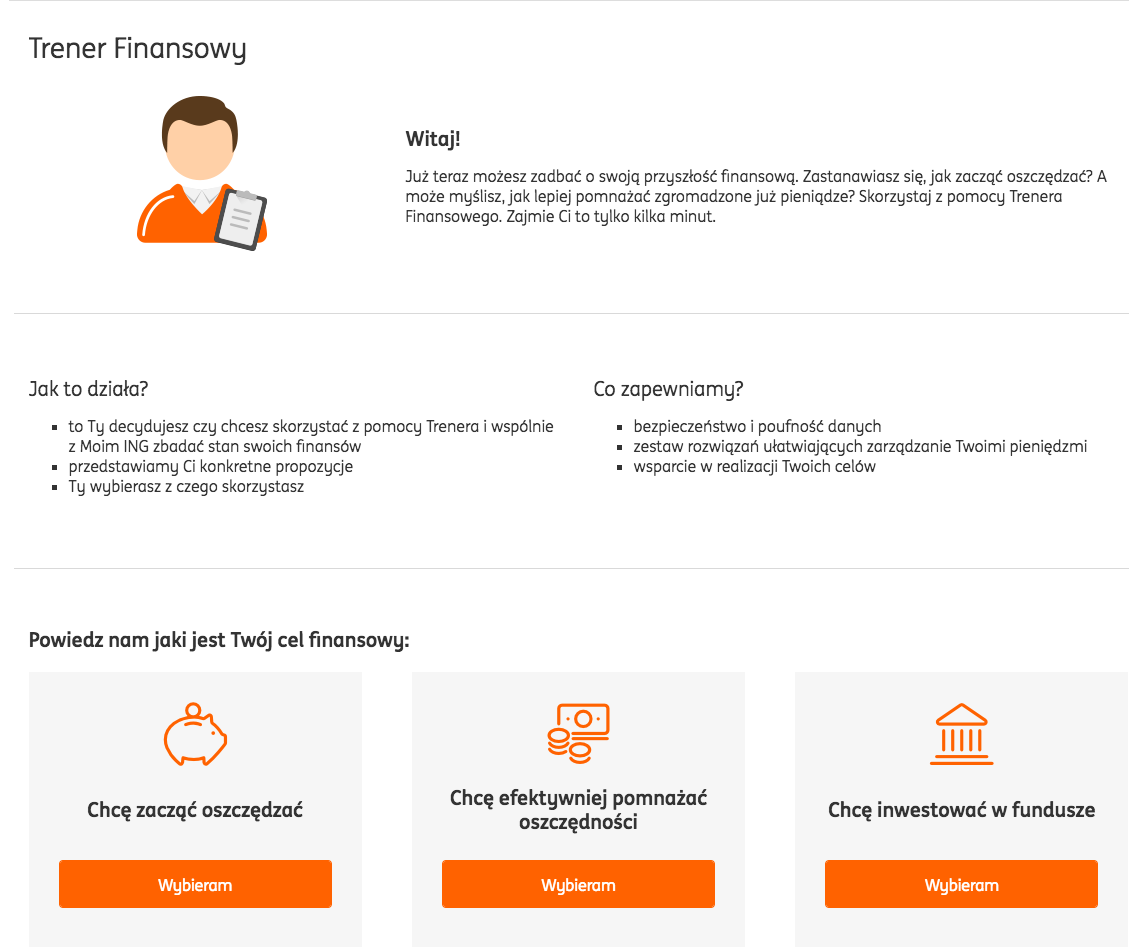 Trener Finansowy
Witaj!
Już teraz możesz zadbać o swoją przyszłość finansową. Zastanawiasz się, jak zacząć oszczędzać? A
może myślisz, jak lepiej pomnażać zgromadzone już pieniądze? Skorzystaj z pomocy Trenera
Finansowego. Zajmie Ci to tylko kilka minut.
Jak to działa?
to Ty decydujesz czy chcesz skorzystać z pomocy Trenera i wspólnie
z Moim ING zbadać stan swoich finansów
przedstawiamy Ci konkretne propozycje
Ty wybierasz z czego skorzystasz
Co zapewniamy?
bezpieczeństwo i poufność danych
zestaw rozwiązań ułatwiających zarządzanie Twoimi pieniędzmi
wsparcie w realizacji Twoich celów
Powiedz nam jaki jest Twój cel finansowy:
Chcę zacząć oszczędzać
Wybieram
Chcę efektywniej pomnażać
oszczędności
Wybieram
Chcę inwestować w fundusze
Wybieram